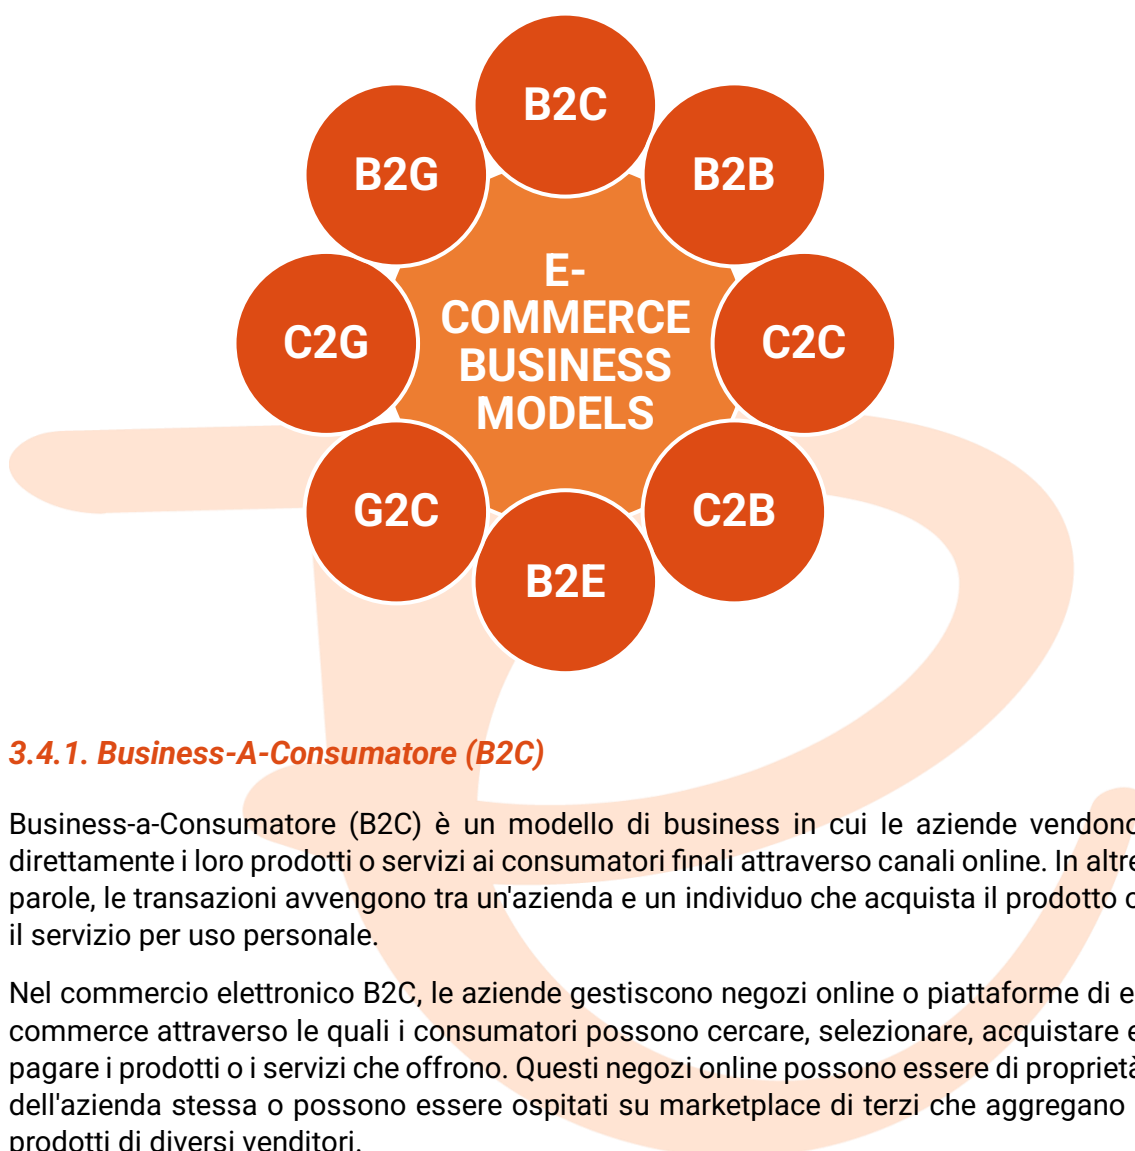 B2C
B2G
B2B
E-
COMMERCE
BUSINESS
MODELS
C2G
C2C
G2C
C2B
B2E
3.4.1. Business-A-Consumatore (B2C)
Business-a-Consumatore (B2C) è un modello di business in cui le aziende vendono
direttamente i loro prodotti o servizi ai consumatori finali attraverso canali online. In altre
parole, le transazioni avvengono tra un'azienda e un individuo che acquista il prodotto o
il servizio per uso personale.
Nel commercio elettronico B2C, le aziende gestiscono negozi online o piattaforme di e-
commerce attraverso le quali i consumatori possono cercare, selezionare, acquistare e
pagare i prodotti o i servizi che offrono. Questi negozi online possono essere di proprietà
dell'azienda stessa o possono essere ospitati su marketplace di terzi che aggregano
prodotti di diversi venditori.